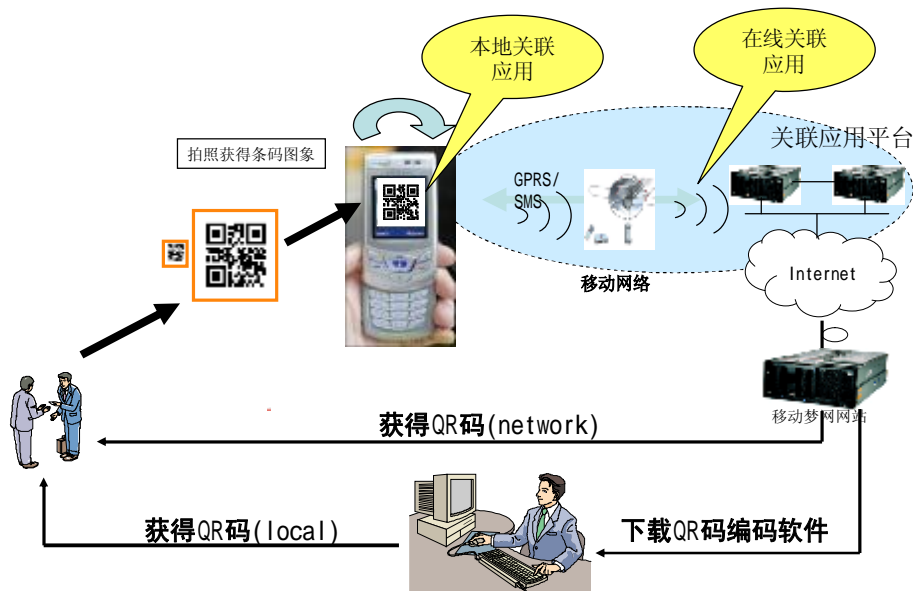 本地关联
应用
在线关联
应用
关联应用平台
拍照获得条码图象
GPRS/
SMS
移动网络
Internet
移动梦网网站
获得QR码(network)
获得QR码(local)
下载QR码编码软件